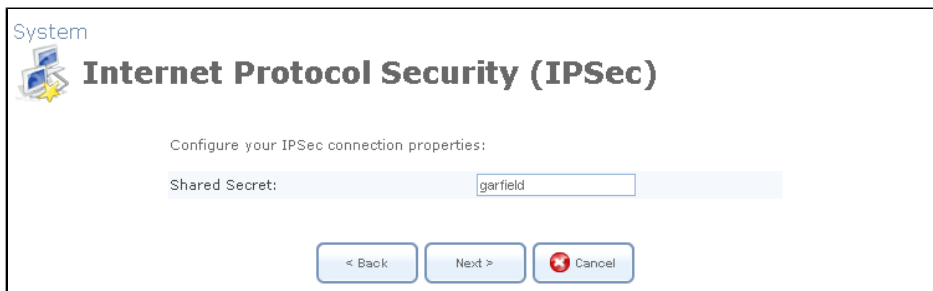 System
Internet Protocol Security (IPSec)
Configure your IPSec connection properties:
Shared Secret: garfield
< Back Next > Cancel